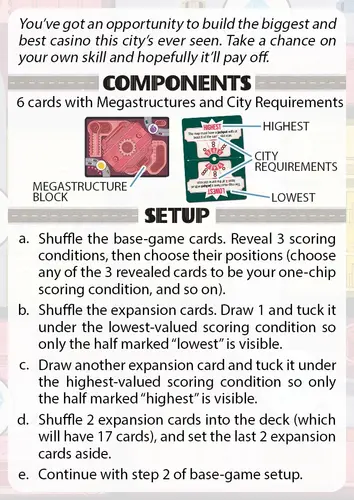 You've got an opportunity to build the biggest and
best casino this city's ever seen. Take a chance on
your own skill and hopefully it'll pay off.
COMPONENTS
6 cards with Megastructures and City Requirements
HIGHEST
HIGHEST
CITY
REQUIREMENTS
MEGASTRUCTURE
BLOCK
LOWEST
LOWEST
SETUP
a. Shuffle the base-game cards. Reveal 3 scoring
conditions, then choose their positions (choose
any of the 3 revealed cards to be your one-chip
scoring condition, and so on).
b. Shuffle the expansion cards. Draw 1 and tuck it
under the lowest-valued scoring condition so
only the half marked "lowest" is visible.
c. Draw another expansion card and tuck it under
the highest-valued scoring condition so only
the half marked "highest" is visible.
d. Shuffle 2 expansion cards into the deck (which
will have 17 cards), and set the last 2 expansion
cards aside.
e. Continue with step 2 of base-game setup.